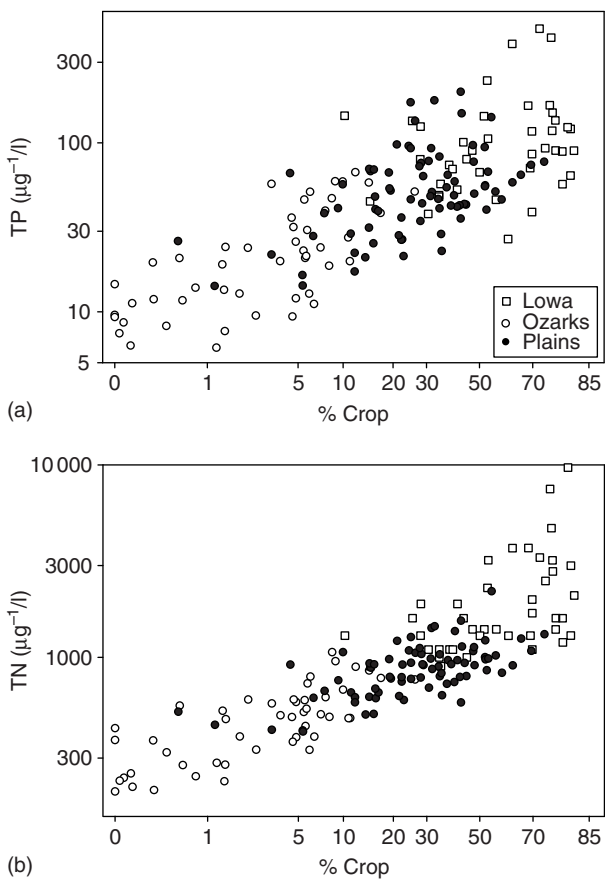 300
100
30
10
5
TP (µg⁻¹/l)
□ Lowa
○ Ozarks
● Plains
0 1 5 10 20 30 50 70 85
(a)
% Crop
10 000
3000
1000
300
TN (µg⁻¹/l)
0 1 5 10 20 30 50 70 85
(b)
% Crop